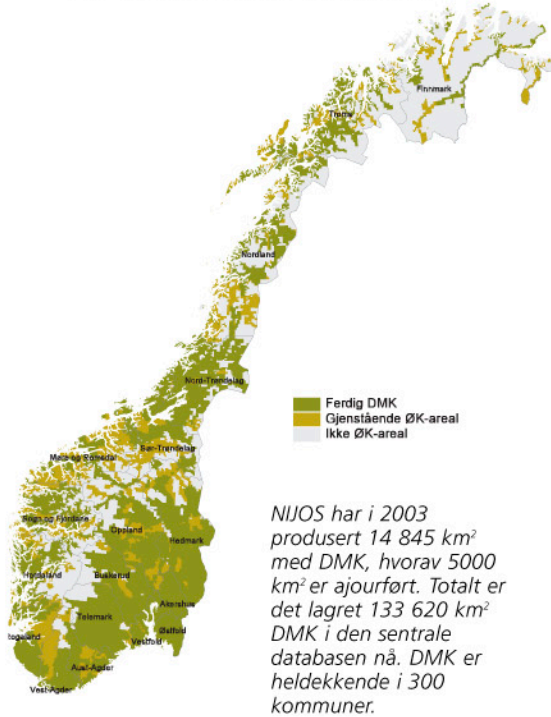 Finnmark
Troms
Nordland
Nord-Trøndelag
Ferdig DMK
Gjenstående ØK-areal
Ikke ØK-areal
Sør-Trøndelag
Møre og Romsdal
Sogn og Fjordane
Oppland
Hedmark
Hordaland
Buskerud
Akershus
Telemark
Østfold
Vestfold
Rogaland
Aust-Agder
Vest-Agder
NIJOS har i 2003
produsert 14 845 km²
med DMK, hvorav 5000
km² er ajourført. Totalt er
det lagret 133 620 km²
DMK i den sentrale
databasen nå. DMK er
heldekkende i 300
kommuner.